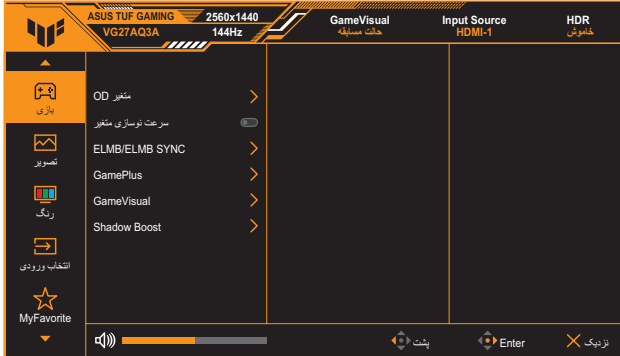 ASUS TUF GAMING 2560x1440 GameVisual Input Source HDR
VG27AQ3A 144Hz حالت مسابقه HDMI-1 خاموش
بازی
تصویر
رنگ
انتخاب ورودی
MyFavorite
متغیر OD
سرعت نوسازی متغیر
ELMB/ELMB SYNC
GamePlus
GameVisual
Shadow Boost
پشت Enter نزدیک